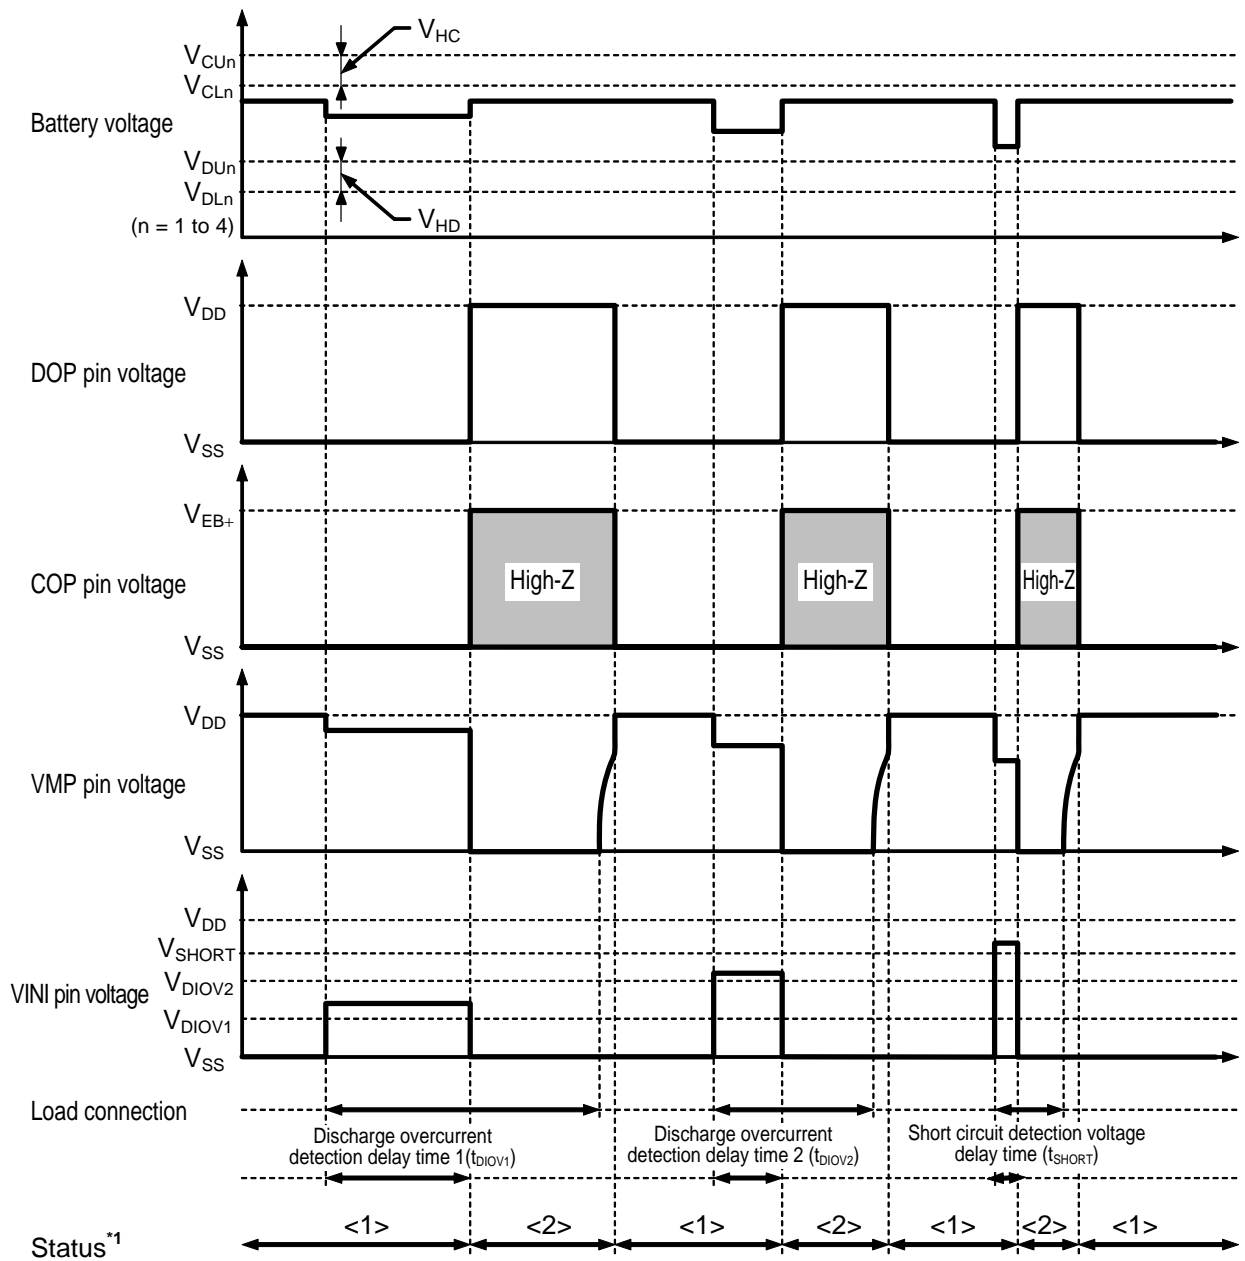 V_HC
V_CUn
V_CLn
Battery voltage
V_DUn
V_DLn
(n = 1 to 4)
V_HD
V_DD
DOP pin voltage
V_SS
V_EB+
COP pin voltage
High-Z
High-Z
High-Z
V_SS
V_DD
VMP pin voltage
V_SS
V_DD
V_SHORT
V_DIOV2
VINI pin voltage
V_DIOV1
V_SS
Load connection
Discharge overcurrent
detection delay time 1(t_DIOV1)
Discharge overcurrent
detection delay time 2 (t_DIOV2)
Short circuit detection voltage
delay time (t_SHORT)
Status*1
<1>
<2>
<1>
<2>
<1>
<2>
<1>